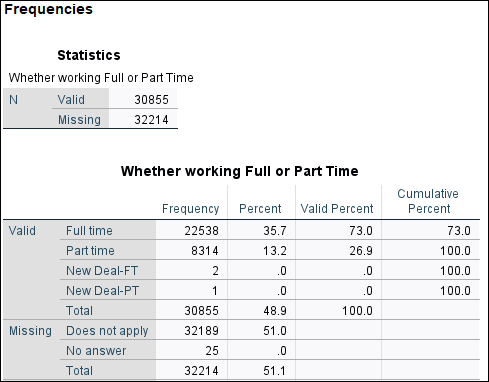 Frequencies
Statistics
Whether working Full or Part Time
N Valid 30855
Missing 32214
Whether working Full or Part Time
Frequency Percent Valid Percent Cumulative Percent
Valid Full time 22538 35.7 73.0 73.0
Part time 8314 13.2 26.9 100.0
New Deal-FT 2 .0 .0 100.0
New Deal-PT 1 .0 .0 100.0
Total 30855 48.9 100.0
Missing Does not apply 32189 51.0
No answer 25 .0
Total 32214 51.1